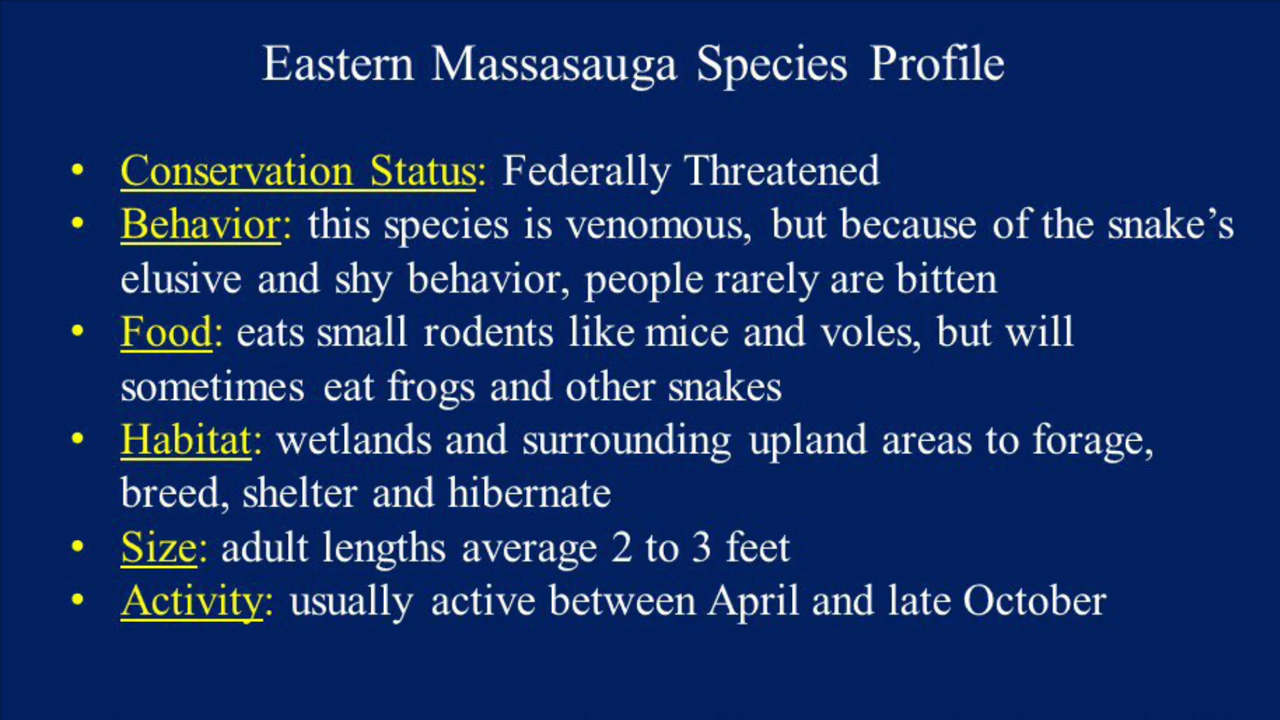 Eastern Massasauga Species Profile
• Conservation Status: Federally Threatened
• Behavior: this species is venomous, but because of the snake’s
elusive and shy behavior, people rarely are bitten
• Food: eats small rodents like mice and voles, but will
sometimes eat frogs and other snakes
• Habitat: wetlands and surrounding upland areas to forage,
breed, shelter and hibernate
• Size: adult lengths average 2 to 3 feet
• Activity: usually active between April and late October